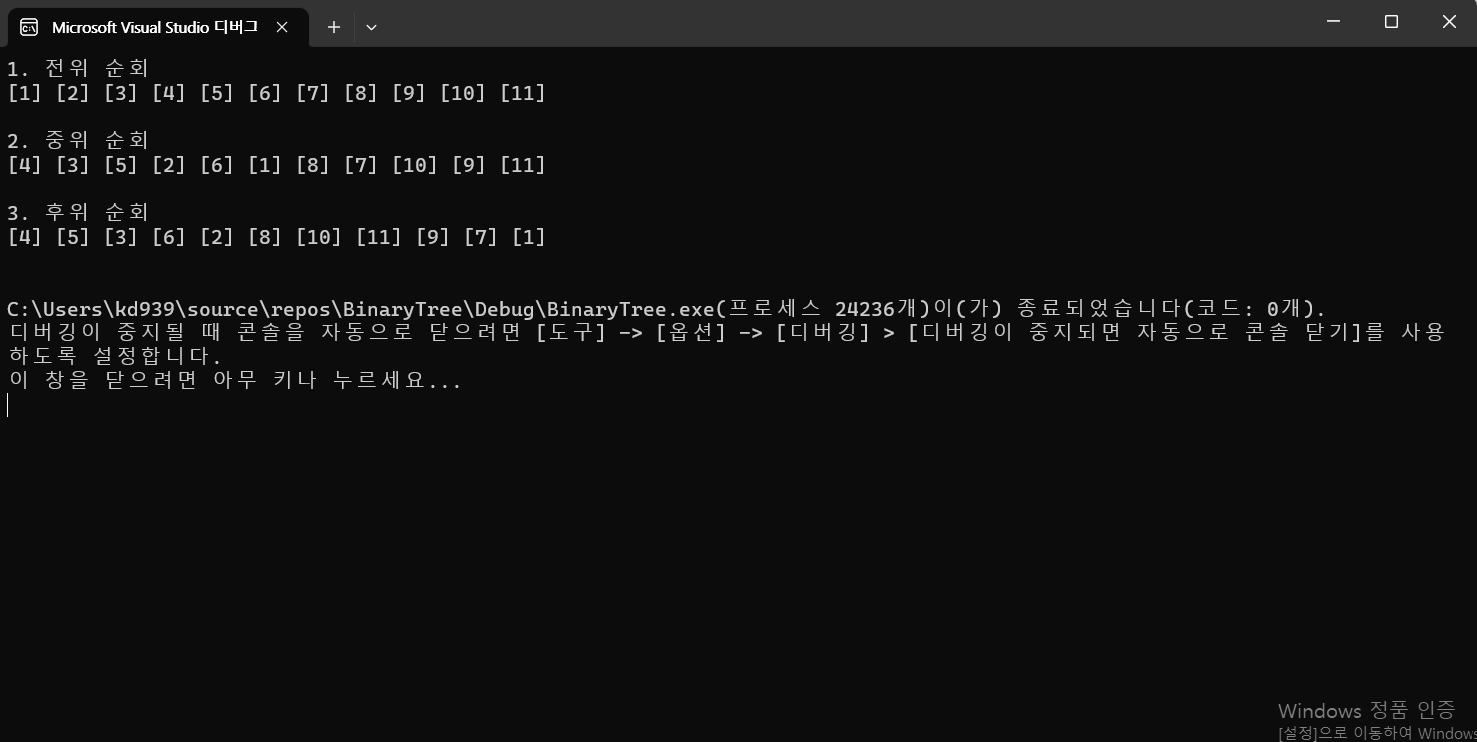 Microsoft Visual Studio 디버그
1. 전위 순회
[1] [2] [3] [4] [5] [6] [7] [8] [9] [10] [11]
2. 중위 순회
[4] [3] [5] [2] [6] [1] [8] [7] [10] [9] [11]
3. 후위 순회
[4] [5] [3] [6] [2] [8] [10] [11] [9] [7] [1]
C:\Users\kd939\source\repos\BinaryTree\Debug\BinaryTree.exe(프로세스 24236개)이(가) 종료되었습니다(코드: 0개).
디버깅이 중지될 때 콘솔을 자동으로 닫으려면 [도구] -> [옵션] -> [디버깅] > [디버깅이 중지되면 자동으로 콘솔 닫기]를 사용
하도록 설정합니다.
이 창을 닫으려면 아무 키나 누르세요...
Windows 정품 인증
[설정]으로 이동하여 Windows